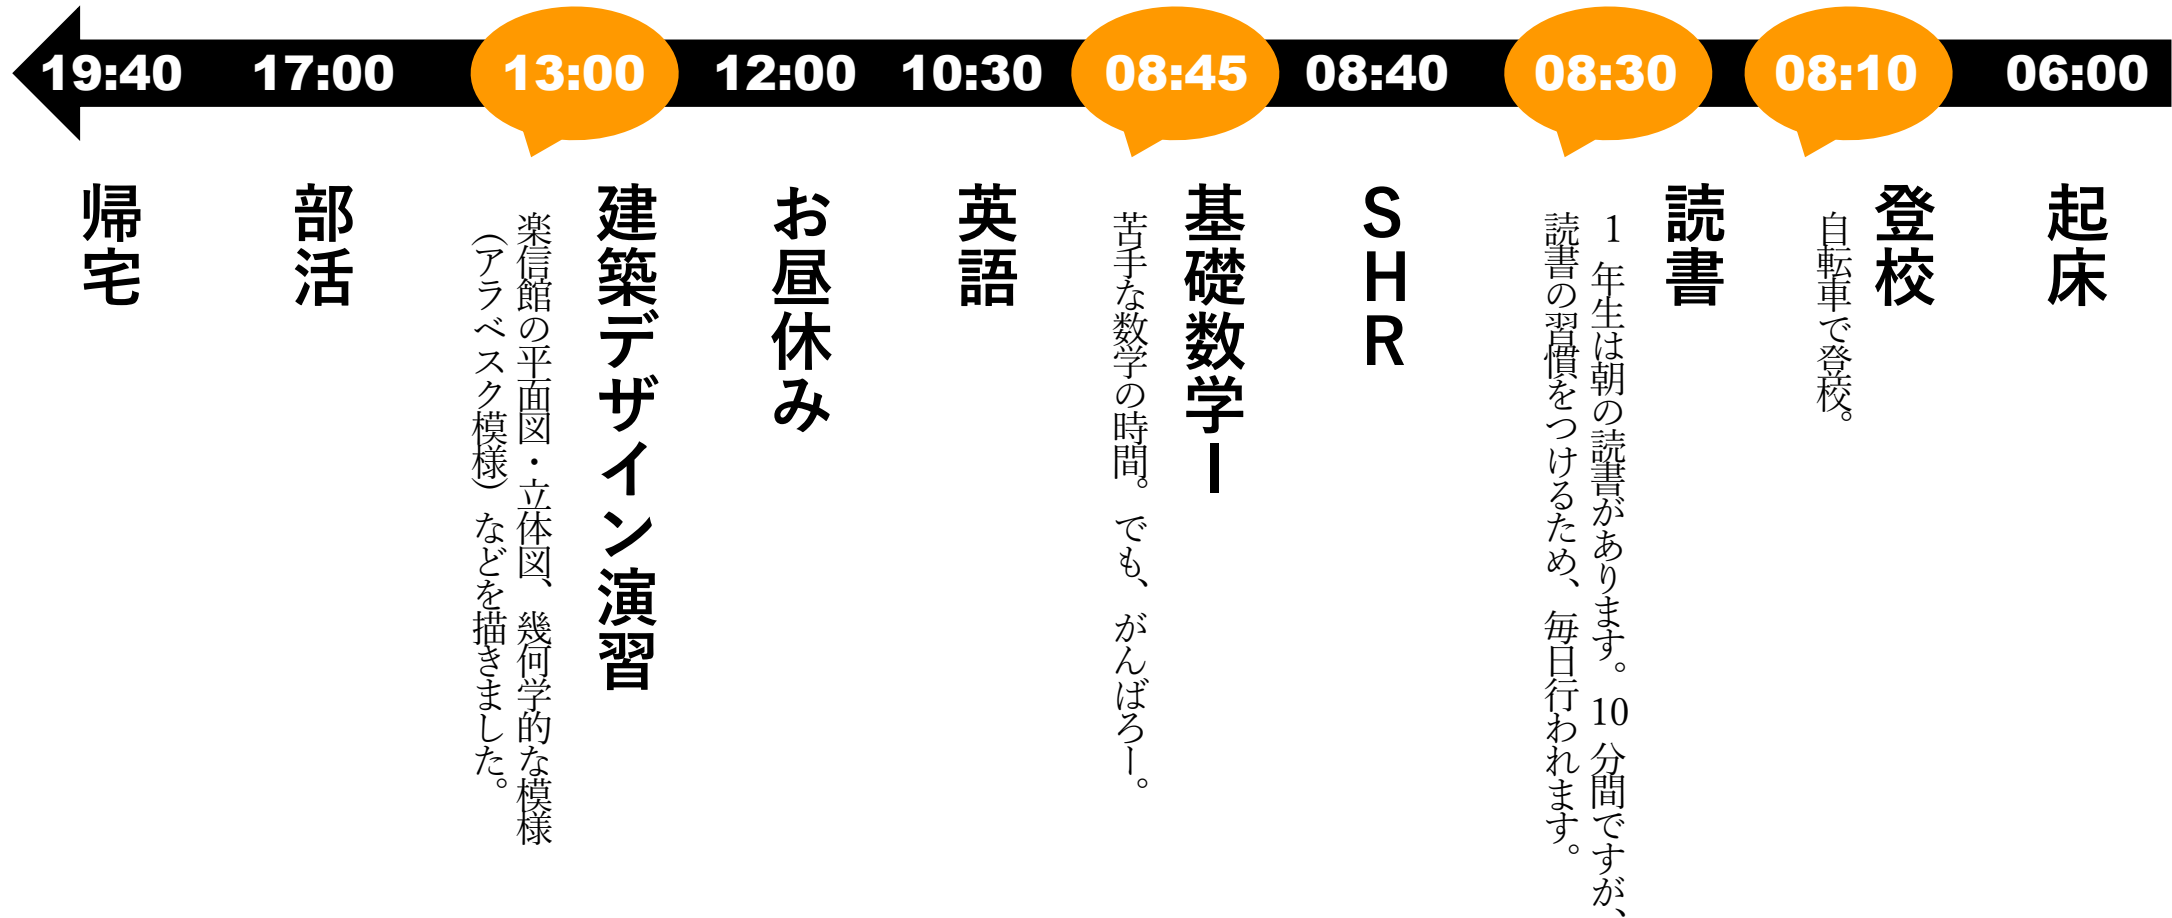 06:00
起床
08:10
登校
自転車で登校。
08:30
読書
1年生は朝の読書があります。10分間ですが、
読書の習慣をつけるため、毎日行われます。
08:40
SHR
08:45
基礎数学Ⅰ
苦手な数学の時間。でも、がんばろー。
10:30
英語
12:00
お昼休み
13:00
建築デザイン演習
楽信館の平面図・立体図、幾何学的な模様
（アラベスク模様）などを描きました。
17:00
部活
19:40
帰宅